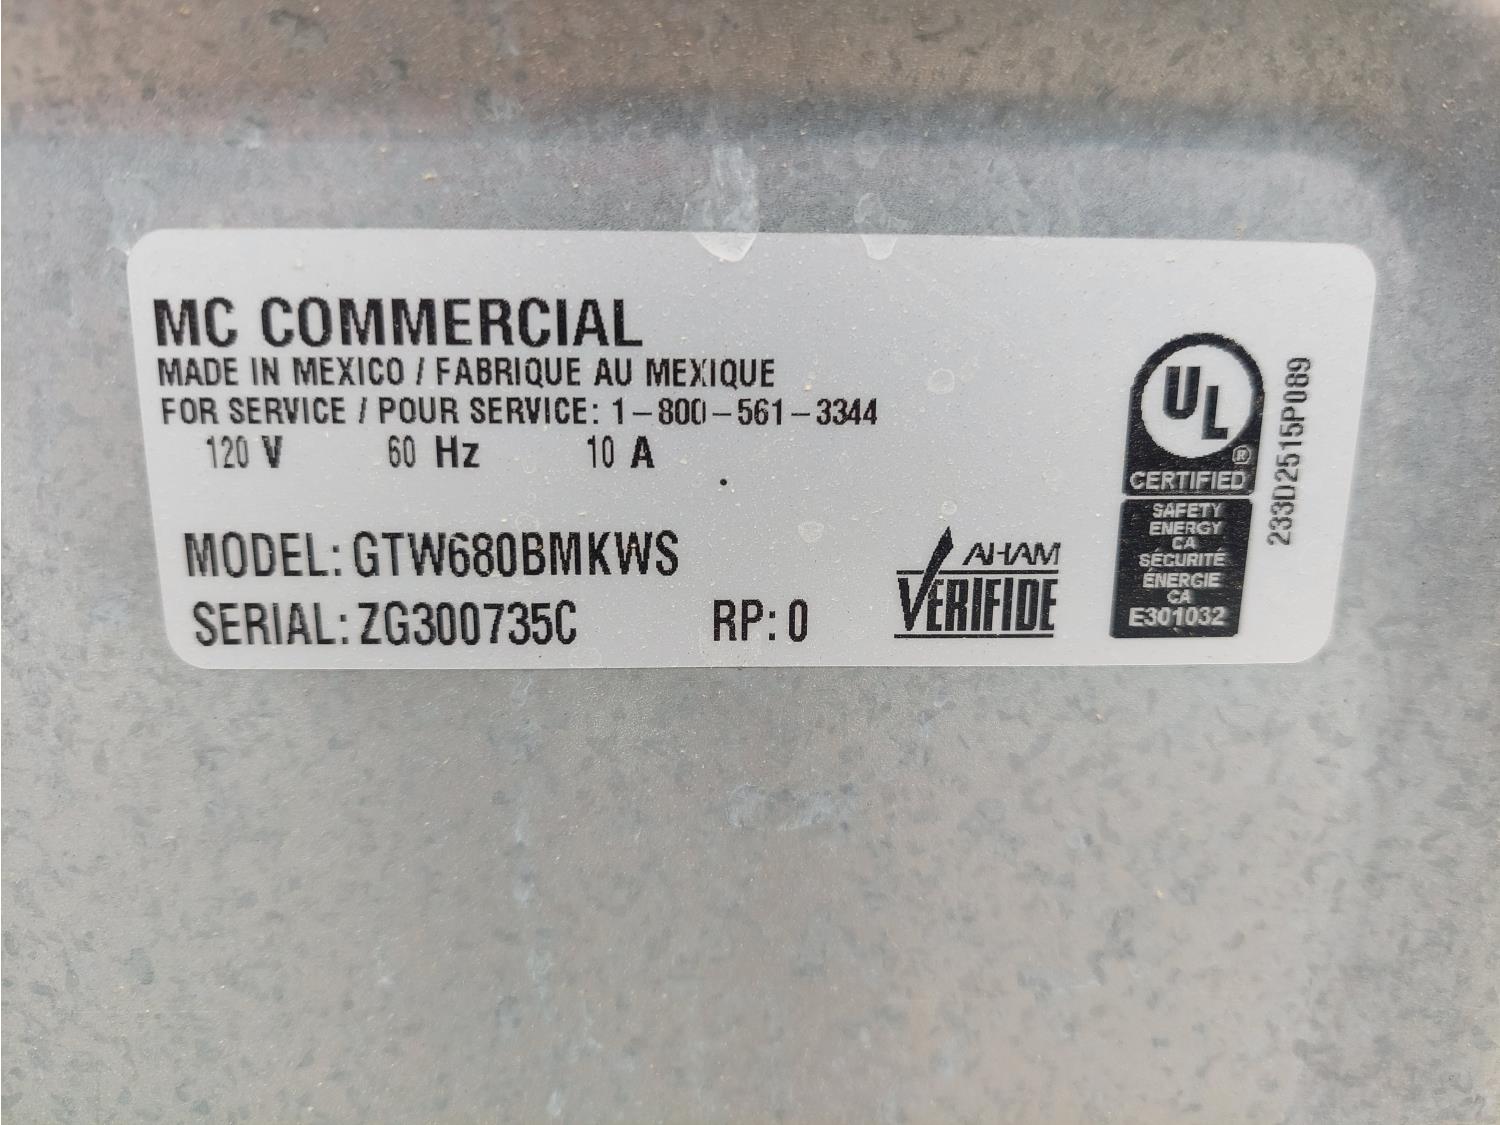 MC COMMERCIAL
MADE IN MEXICO / FABRIQUE AU MEXIQUE
FOR SERVICE / POUR SERVICE: 1-800-561-3344
120 V 60 Hz 10 A
MODEL: GTW680BMKWS
SERIAL: ZG300735C RP: 0
AHAM
VERIFIDE
UL ®
CERTIFIED
SAFETY
ENERGY
CA
SÉCURITÉ
ÉNERGIE
CA
E301032
233D2515P089